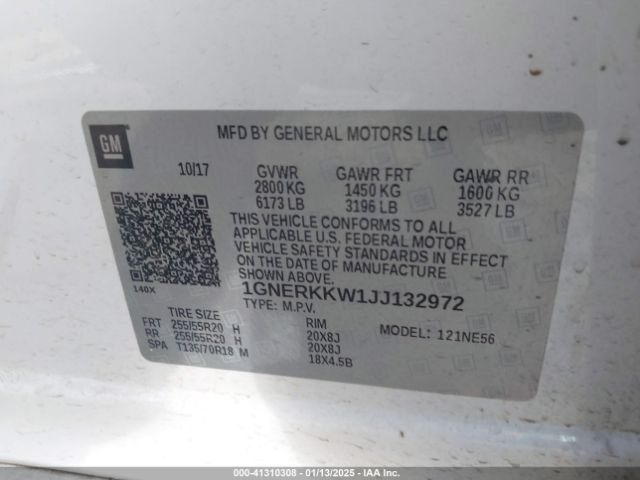 GM
MFD BY GENERAL MOTORS LLC
10/17 GVWR GAWR FRT GAWR RR
2800 KG 1450 KG 1600 KG
6173 LB 3196 LB 3527 LB
THIS VEHICLE CONFORMS TO ALL
APPLICABLE U.S. FEDERAL MOTOR
VEHICLE SAFETY STANDARDS IN EFFECT
ON THE DATE OF MANUFACTURE
SHOWN ABOVE.
140X
1GNERKKW1JJ132972
TYPE: M.P.V.
TIRE SIZE RIM MODEL: 121NE56
FRT 255/55R20 H 20X8J
RR 255/55R20 H 20X8J
SPA T135/70R18 M 18X4.5B
000-41310308 - 01/13/2025 - IAA Inc.